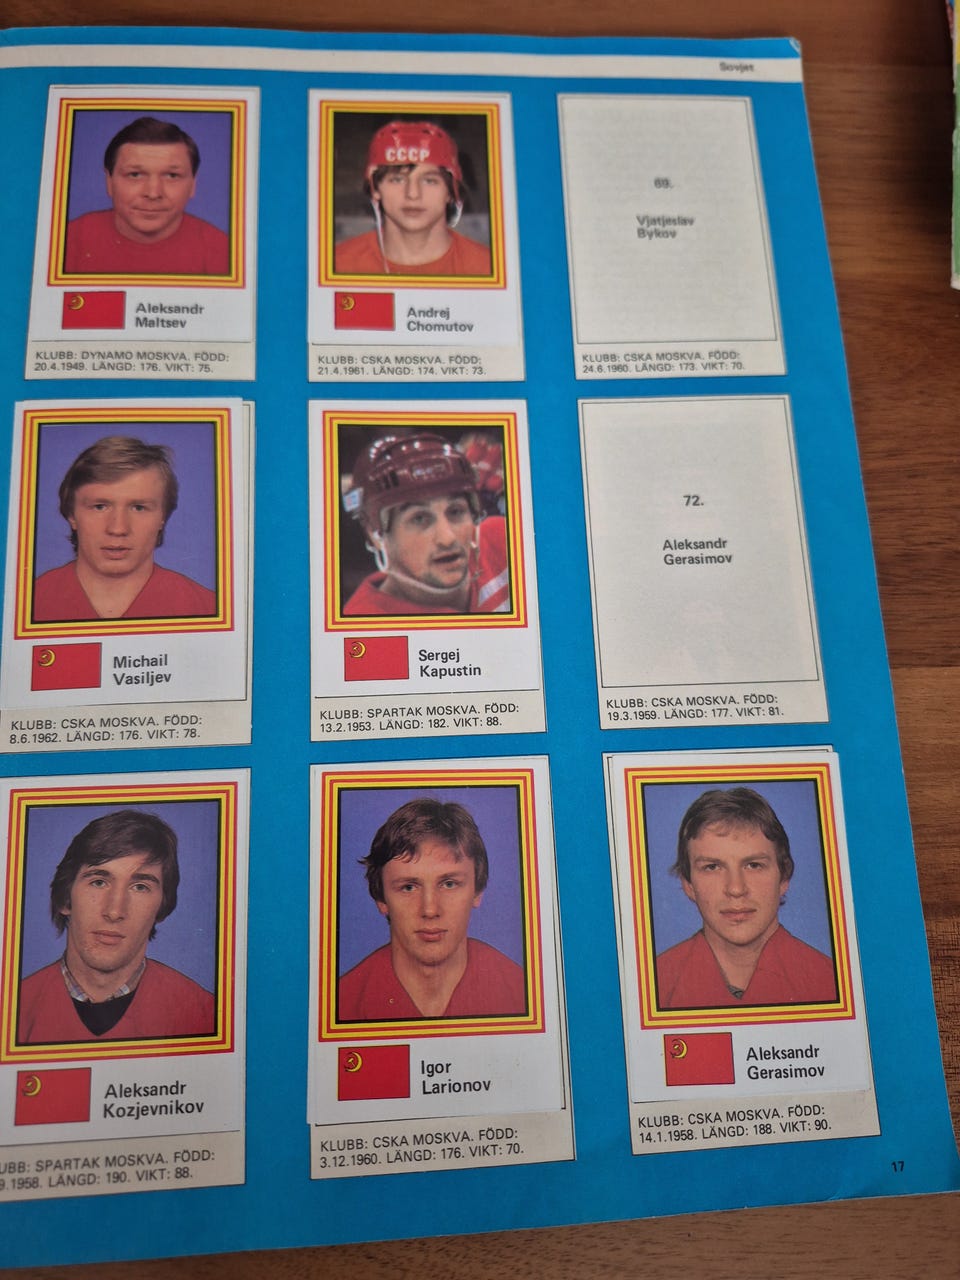 Sovjet
CCCP
Aleksandr
Maltsev
KLUBB: DYNAMO MOSKVA. FÖDD:
20.4.1949. LÄNGD: 176. VIKT: 75.
Andrej
Chomutov
KLUBB: CSKA MOSKVA. FÖDD:
21.4.1961. LÄNGD: 174. VIKT: 73.
69.
Vjatjeslav
Bykov
KLUBB: CSKA MOSKVA. FÖDD:
24.6.1960. LÄNGD: 173. VIKT: 70.
Michail
Vasiljev
KLUBB: CSKA MOSKVA. FÖDD:
8.6.1962. LÄNGD: 176. VIKT: 78.
Sergej
Kapustin
KLUBB: SPARTAK MOSKVA. FÖDD:
13.2.1953. LÄNGD: 182. VIKT: 88.
72.
Aleksandr
Gerasimov
KLUBB: CSKA MOSKVA. FÖDD:
19.3.1959. LÄNGD: 177. VIKT: 81.
Aleksandr
Kozjevnikov
UBB: SPARTAK MOSKVA. FÖDD:
9.1958. LÄNGD: 190. VIKT: 88.
Igor
Larionov
KLUBB: CSKA MOSKVA. FÖDD:
3.12.1960. LÄNGD: 176. VIKT: 70.
Aleksandr
Gerasimov
KLUBB: CSKA MOSKVA. FÖDD:
14.1.1958. LÄNGD: 188. VIKT: 90.
17